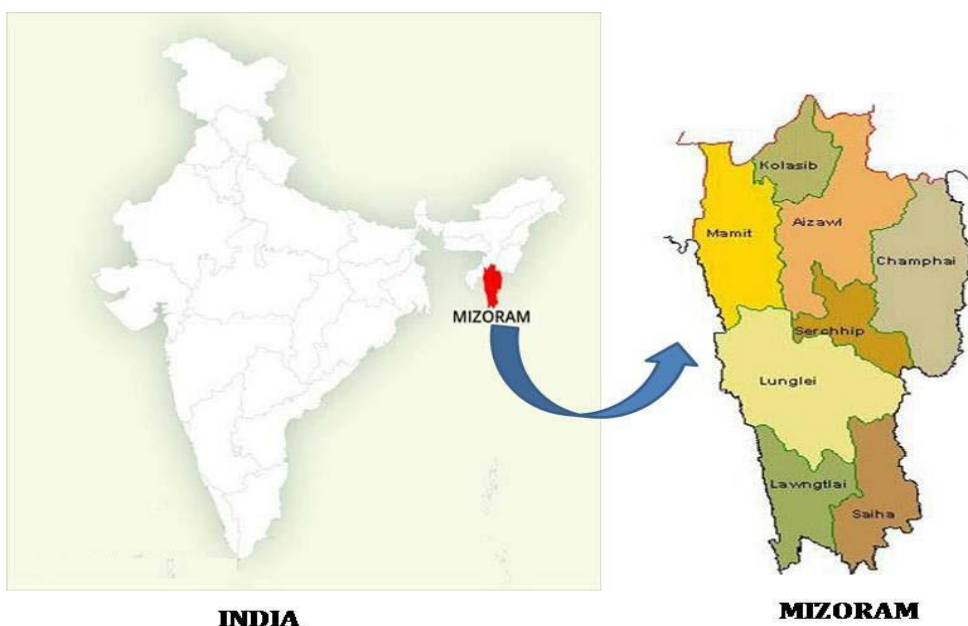 MIZORAM
INDIA
Kolasib
Mamit
Aizawl
Champhai
Serchhip
Lunglei
Lawngtlai
Saiha
MIZORAM